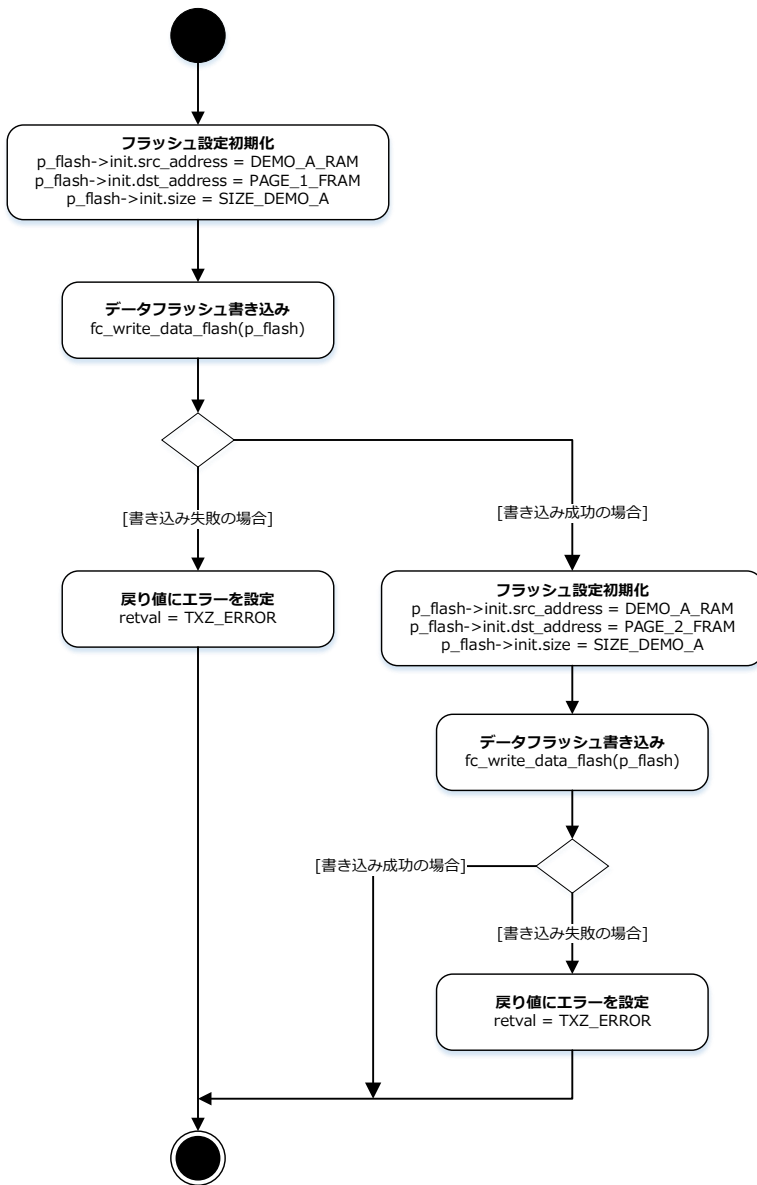 フラッシュ設定初期化
p_flash->init.src_address = DEMO_A_RAM
p_flash->init.dst_address = PAGE_1_FRAM
p_flash->init.size = SIZE_DEMO_A
データフラッシュ書き込み
fc_write_data_flash(p_flash)
[書き込み失敗の場合]
[書き込み成功の場合]
戻り値にエラーを設定
retval = TXZ_ERROR
フラッシュ設定初期化
p_flash->init.src_address = DEMO_A_RAM
p_flash->init.dst_address = PAGE_2_FRAM
p_flash->init.size = SIZE_DEMO_A
データフラッシュ書き込み
fc_write_data_flash(p_flash)
[書き込み成功の場合]
[書き込み失敗の場合]
戻り値にエラーを設定
retval = TXZ_ERROR